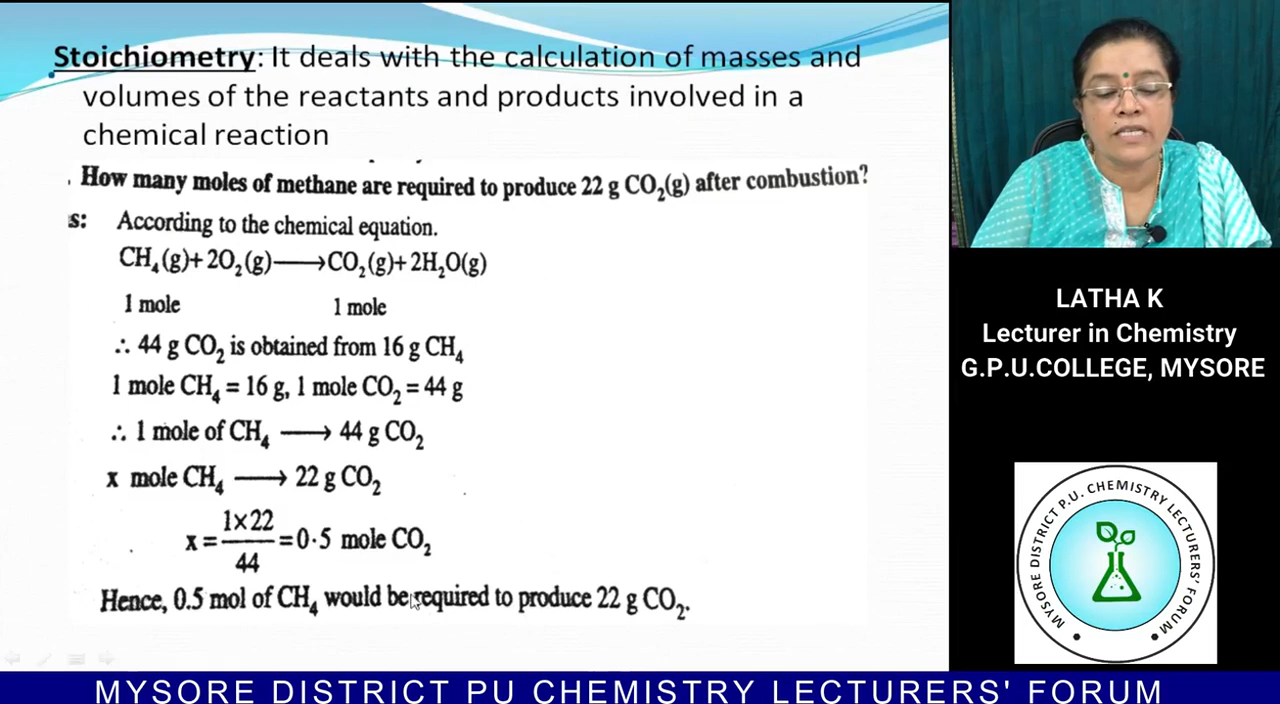 Stoichiometry: It deals with the calculation of masses and
volumes of the reactants and products involved in a
chemical reaction
. How many moles of methane are required to produce 22 g CO₂(g) after combustion?
s: According to the chemical equation.
CH₄(g)+ 2O₂(g)⟶CO₂(g)+ 2H₂O(g)
1 mole 1 mole
∴ 44 g CO₂ is obtained from 16 g CH₄
1 mole CH₄ = 16 g, 1 mole CO₂ = 44 g
∴ 1 mole of CH₄ ⟶ 44 g CO₂
x mole CH₄ ⟶ 22 g CO₂
x = 1×22/44 = 0·5 mole CO₂
Hence, 0.5 mol of CH₄ would be required to produce 22 g CO₂.
LATHA K
Lecturer in Chemistry
G.P.U.COLLEGE, MYSORE
MYSORE DISTRICT P.U. CHEMISTRY LECTURERS' FORUM
MYSORE DISTRICT PU CHEMISTRY LECTURERS' FORUM